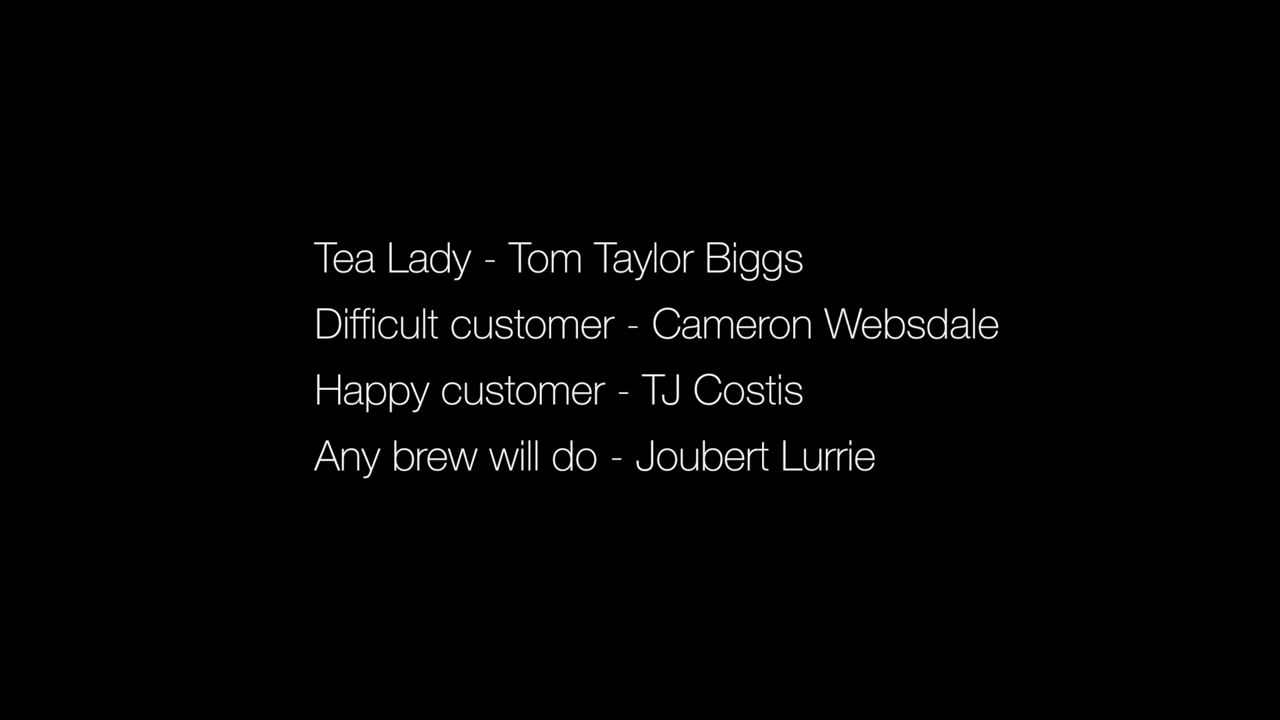 Tea Lady - Tom Taylor Biggs
Difficult customer - Cameron Websdale
Happy customer - TJ Costis
Any brew will do - Joubert Lurrie